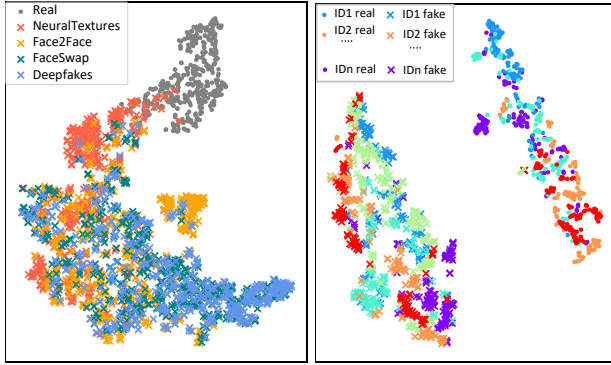 Real
NeuralTextures
Face2Face
FaceSwap
Deepfakes
ID1 real ID1 fake
ID2 real ID2 fake
.... ....
IDn real IDn fake